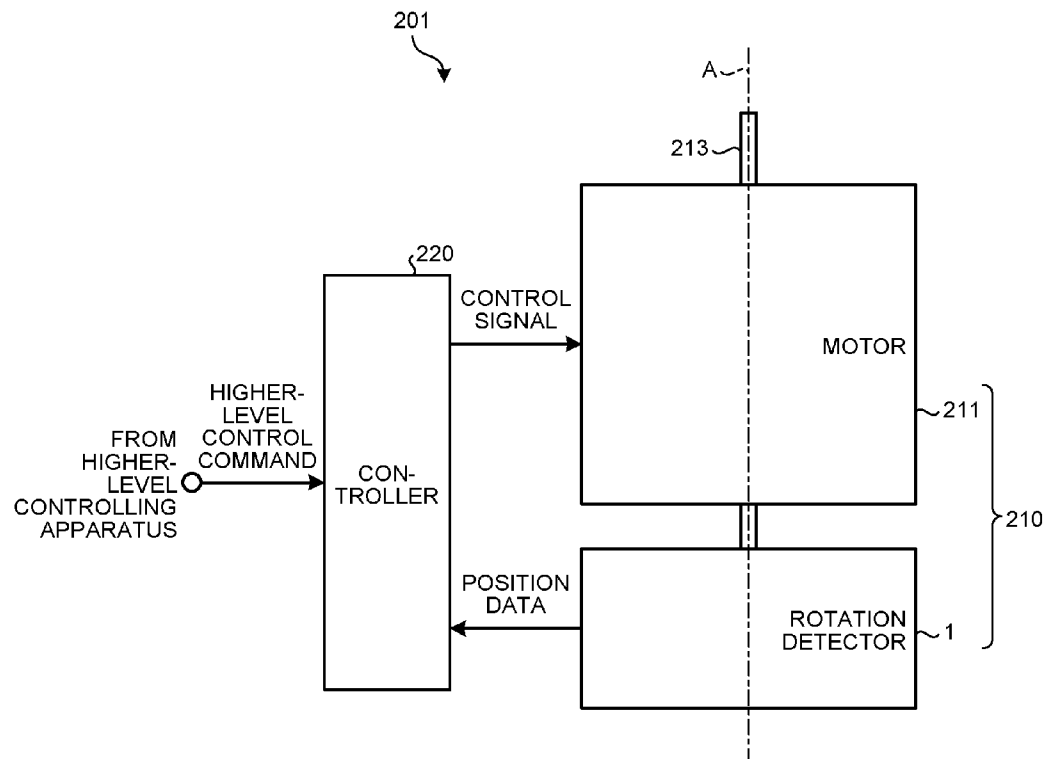 201
A
213
220
CONTROL
SIGNAL
MOTOR
HIGHER-
LEVEL
CONTROL
COMMAND
FROM
HIGHER-
LEVEL
CONTROLLING
APPARATUS
CON-
TROLLER
211
210
POSITION
DATA
ROTATION
DETECTOR
1